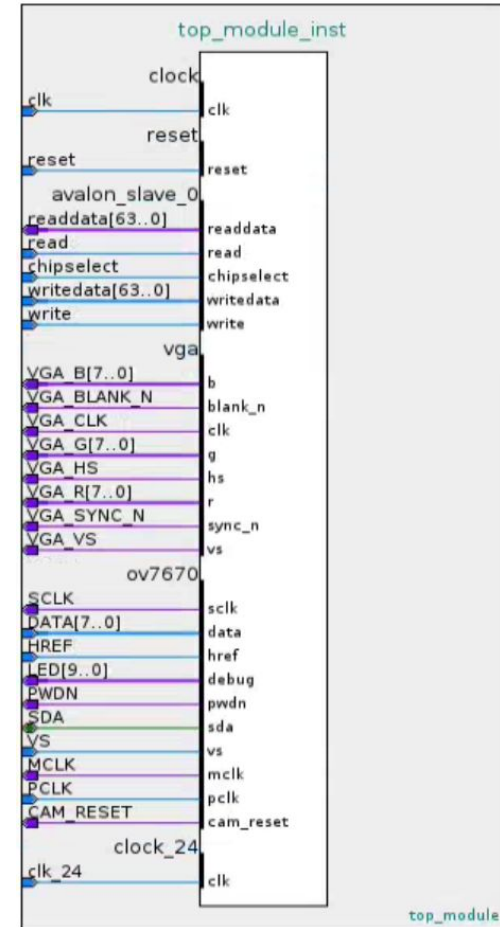 top_module_inst
clock
clk
clk
reset
reset
reset
avalon_slave_0
readdata[63..0]
readdata
read
read
chipselect
chipselect
writedata[63..0]
writedata
write
write
vga
VGA_B[7..0]
b
VGA_BLANK_N
blank_n
VGA_CLK
clk
VGA_G[7..0]
g
VGA_HS
hs
VGA_R[7..0]
r
VGA_SYNC_N
sync_n
VGA_VS
vs
ov7670
SCLK
sclk
DATA[7..0]
data
HREF
href
LED[9..0]
debug
PWDN
pwdn
SDA
sda
VS
vs
MCLK
mclk
PCLK
pclk
CAM_RESET
cam_reset
clock_24
clk_24
clk
top_module